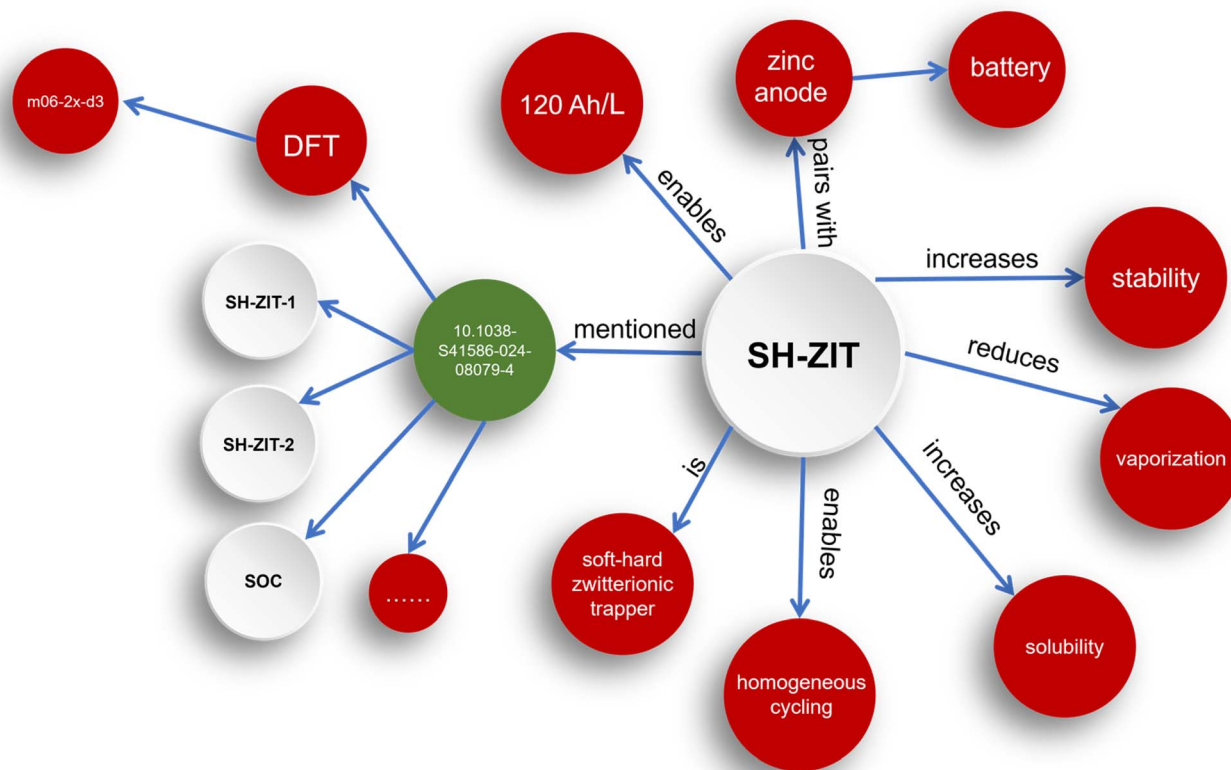 m06-2x-d3
DFT
120 Ah/L
zinc
anode
battery
enables
pairs with
increases
stability
SH-ZIT-1
10.1038-
S41586-024-
08079-4
mentioned
SH-ZIT
reduces
vaporization
SH-ZIT-2
is
enables
increases
SOC
......
soft-hard
zwitterionic
trapper
solubility
homogeneous
cycling